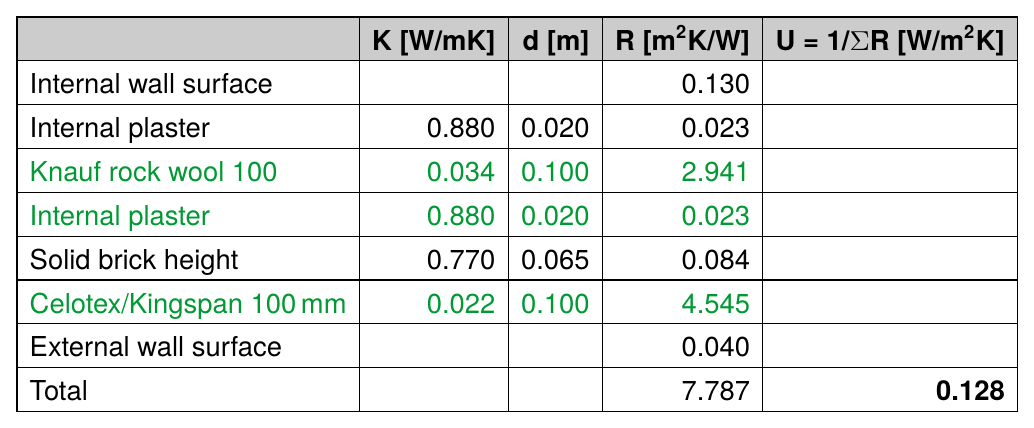 K [W/mK] d [m] R [m²K/W] U = 1/ΣR [W/m²K]
Internal wall surface 0.130
Internal plaster 0.880 0.020 0.023
Knauf rock wool 100 0.034 0.100 2.941
Internal plaster 0.880 0.020 0.023
Solid brick height 0.770 0.065 0.084
Celotex/Kingspan 100 mm 0.022 0.100 4.545
External wall surface 0.040
Total 7.787 0.128